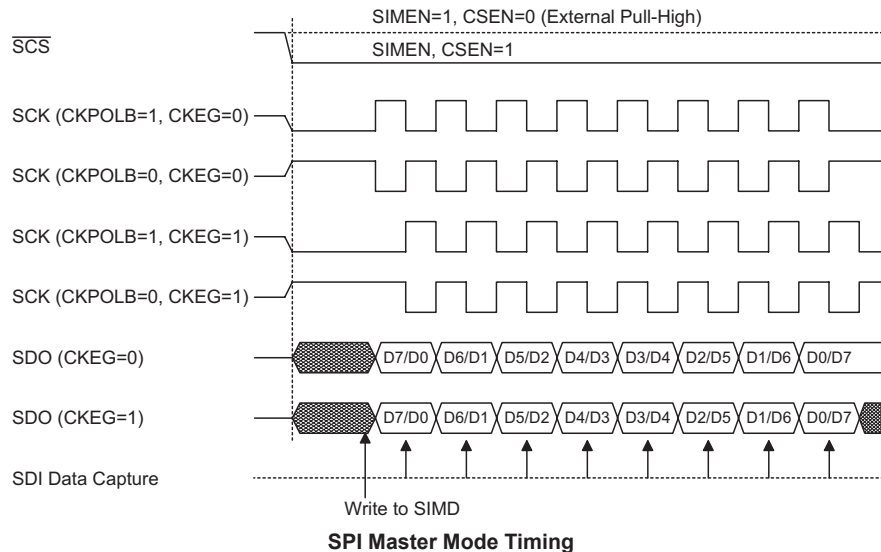 SIMEN=1, CSEN=0 (External Pull-High)
SCS
SIMEN, CSEN=1
SCK (CKPOLB=1, CKEG=0)
SCK (CKPOLB=0, CKEG=0)
SCK (CKPOLB=1, CKEG=1)
SCK (CKPOLB=0, CKEG=1)
SDO (CKEG=0) D7/D0 D6/D1 D5/D2 D4/D3 D3/D4 D2/D5 D1/D6 D0/D7
SDO (CKEG=1) D7/D0 D6/D1 D5/D2 D4/D3 D3/D4 D2/D5 D1/D6 D0/D7
SDI Data Capture
Write to SIMD
SPI Master Mode Timing